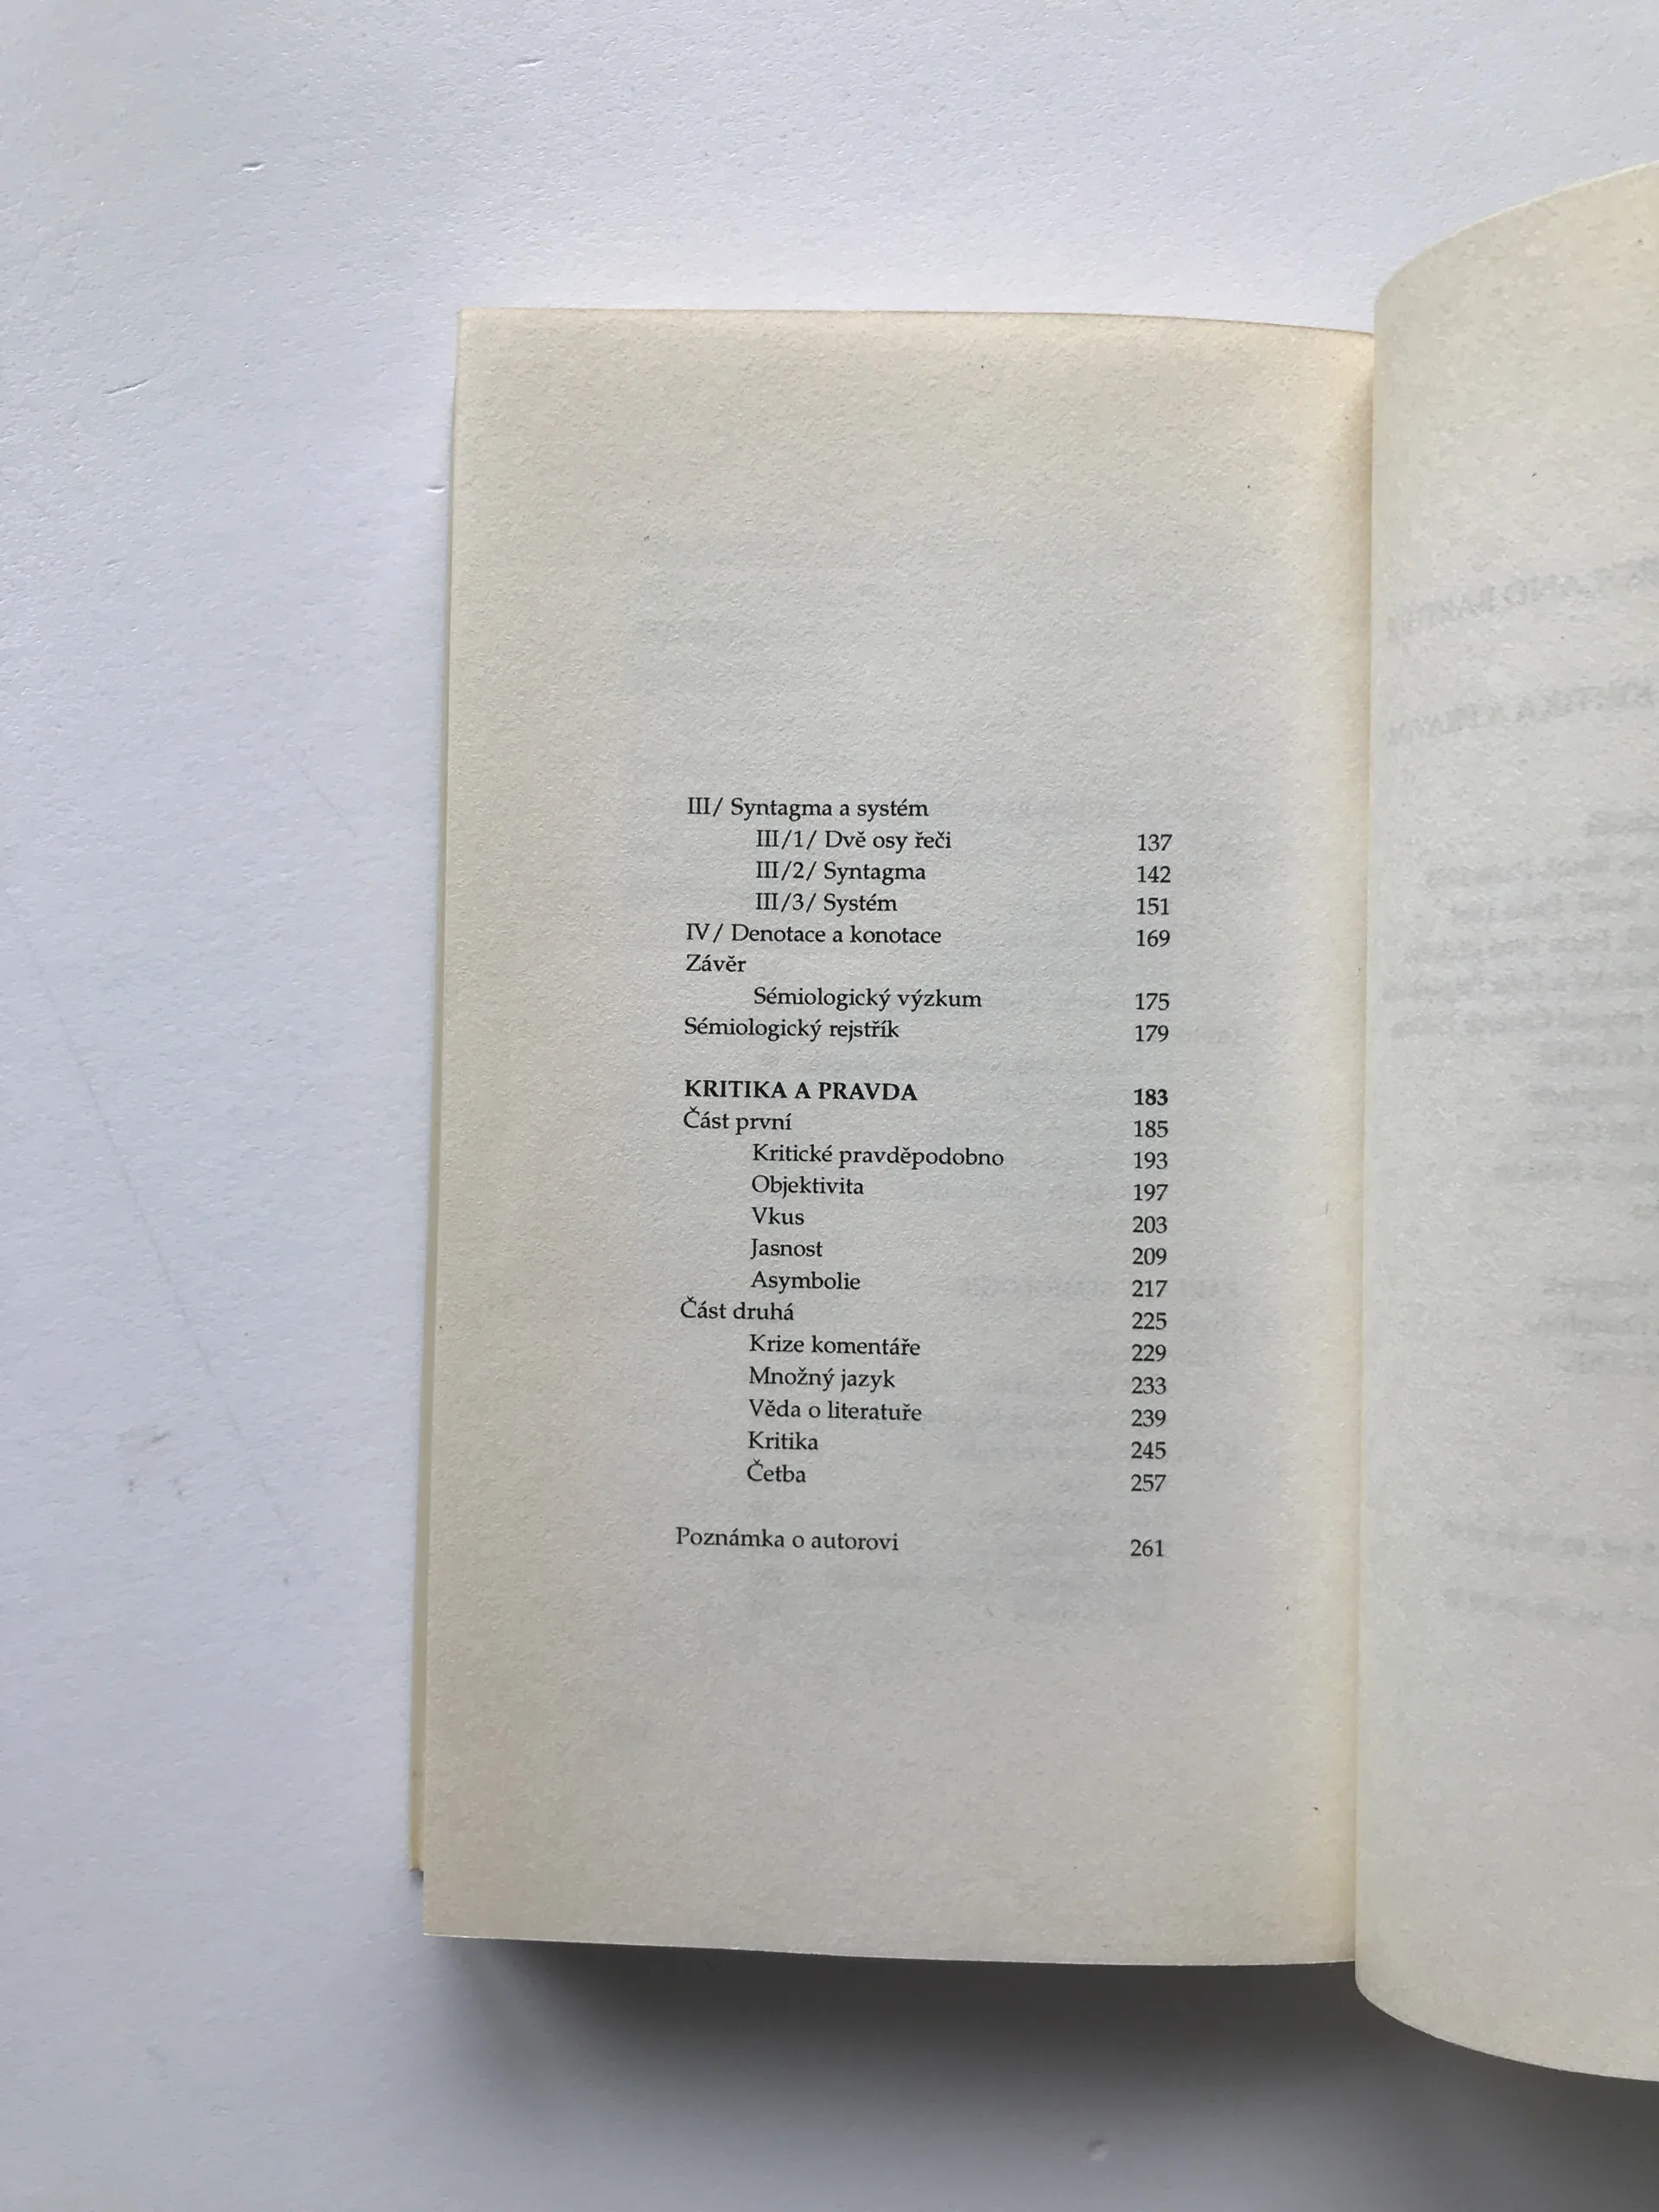 III/ Syntagma a systém
III/1/ Dvě osy řeči 137
III/2/ Syntagma 142
III/3/ Systém 151
IV/ Denotace a konotace 169
Závěr
Sémiologický výzkum 175
Sémiologický rejstřík 179
KRITIKA A PRAVDA 183
Část první 185
Kritické pravděpodobno 193
Objektivita 197
Vkus 203
Jasnost 209
Asymbolie 217
Část druhá 225
Krize komentáře 229
Množný jazyk 233
Věda o literatuře 239
Kritika 245
Četba 257
Poznámka o autorovi 261